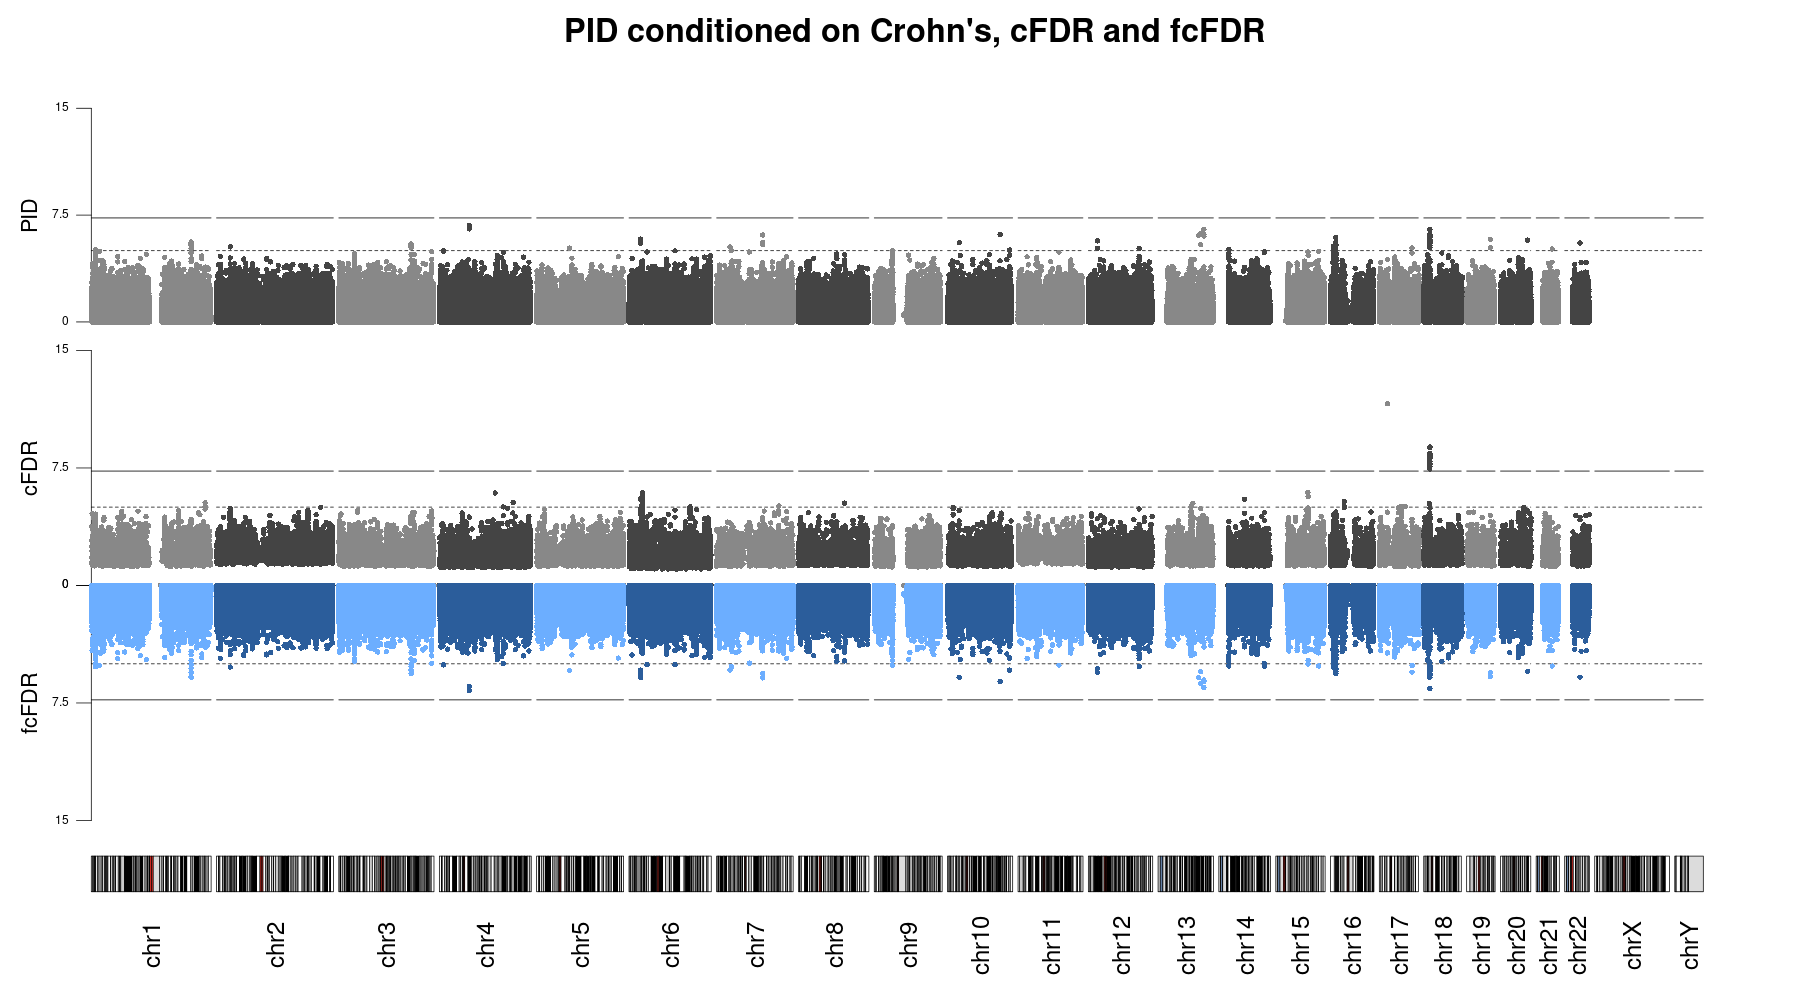 PID conditioned on Crohn's, cFDR and fcFDR
15
PID
7.5
0
15
cFDR
7.5
0
fcFDR
7.5
15
chr1
chr2
chr3
chr4
chr5
chr6
chr7
chr8
chr9
chr10
chr11
chr12
chr13
chr14
chr15
chr16
chr17
chr18
chr19
chr20
chr21
chr22
chrX
chrY